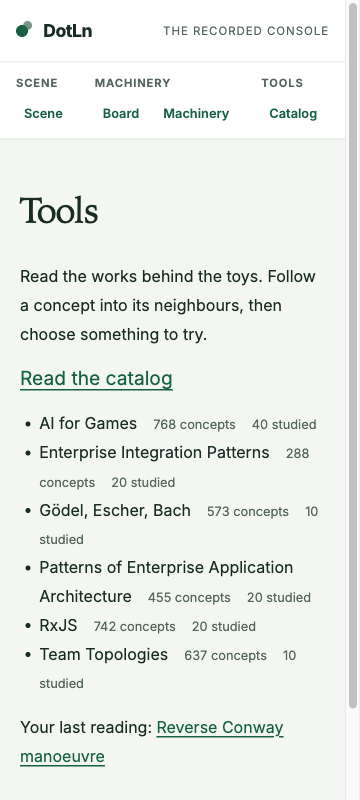 DotLn
THE RECORDED CONSOLE
SCENE MACHINERY TOOLS
Scene Board Machinery Catalog
Tools
Read the works behind the toys. Follow
a concept into its neighbours, then
choose something to try.
Read the catalog
• AI for Games 768 concepts 40 studied
• Enterprise Integration Patterns 288
concepts 20 studied
• Gödel, Escher, Bach 573 concepts 10
studied
• Patterns of Enterprise Application
Architecture 455 concepts 20 studied
• RxJS 742 concepts 20 studied
• Team Topologies 637 concepts 10
studied
Your last reading: Reverse Conway
manoeuvre